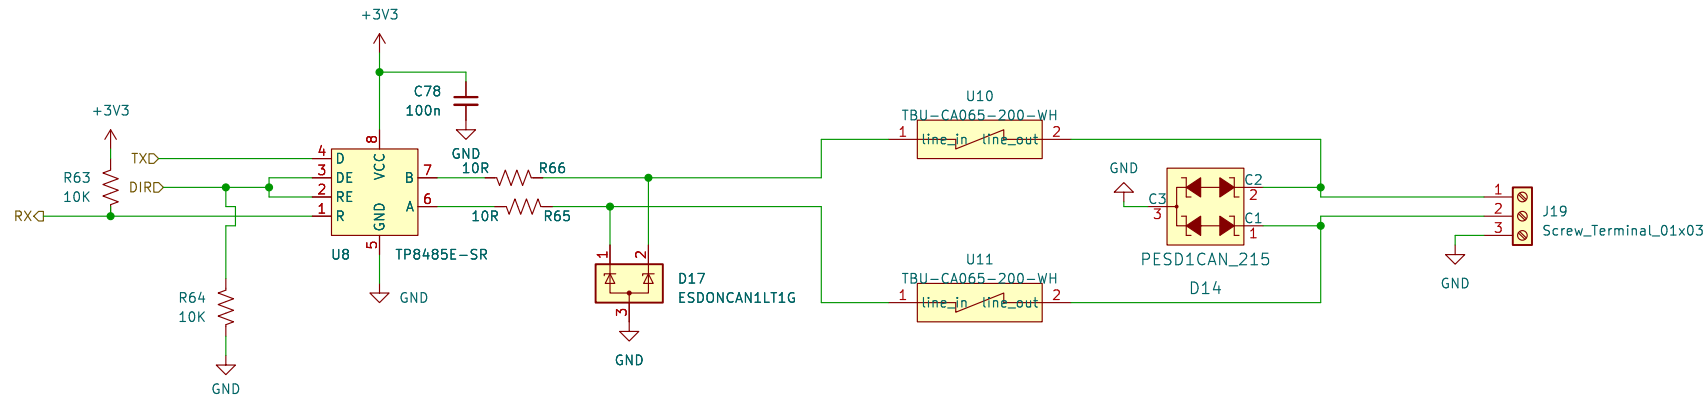 +3V3
+3V3
C78
100n
GND
TX
DIR
RX
R63
10K
R64
10K
GND
4 D
3 DE
2 RE
1 R
8
VCC
GND
5
B 7
A 6
U8
TP8485E-SR
GND
10R R66
10R R65
1
2
3
D17
ESDONCAN1LT1G
GND
U10
TBU-CA065-200-WH
1 line_in line_out 2
U11
TBU-CA065-200-WH
1 line_in line_out 2
GND
C3
3
C2
2
C1
1
PESD1CAN_215
D14
1
2
3
J19
Screw_Terminal_01x03
GND